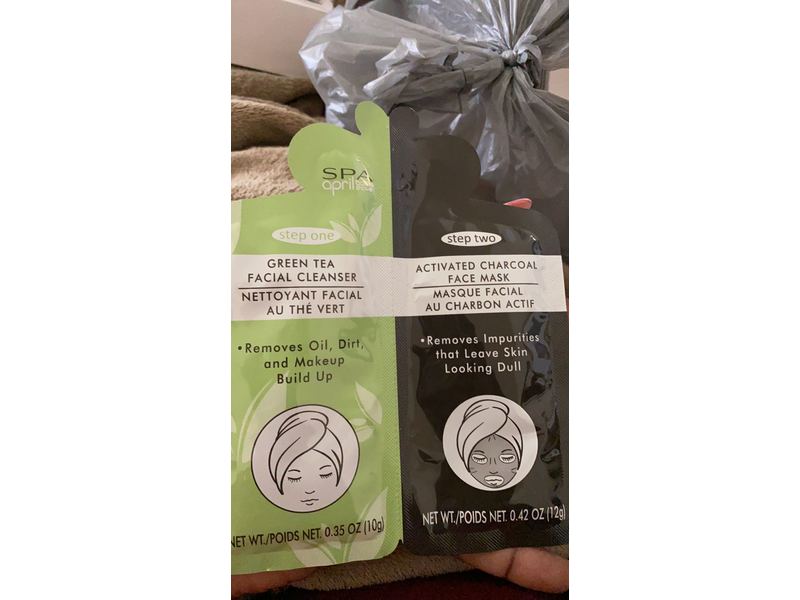 SPA
april
step one
GREEN TEA
FACIAL CLEANSER
NETTOYANT FACIAL
AU THÉ VERT
•Removes Oil, Dirt,
and Makeup
Build Up
NET WT./POIDS NET. 0.35 OZ (10g)
step two
ACTIVATED CHARCOAL
FACE MASK
MASQUE FACIAL
AU CHARBON ACTIF
•Removes Impurities
that Leave Skin
Looking Dull
NET WT./POIDS NET. 0.42 OZ (12g)